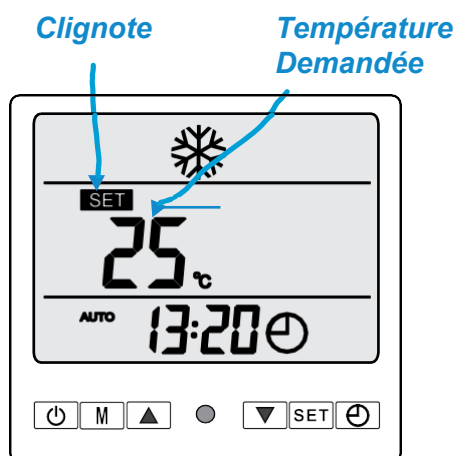 Clignote
Température
Demandée
SET
25 °C
AUTO 13:20
M SET